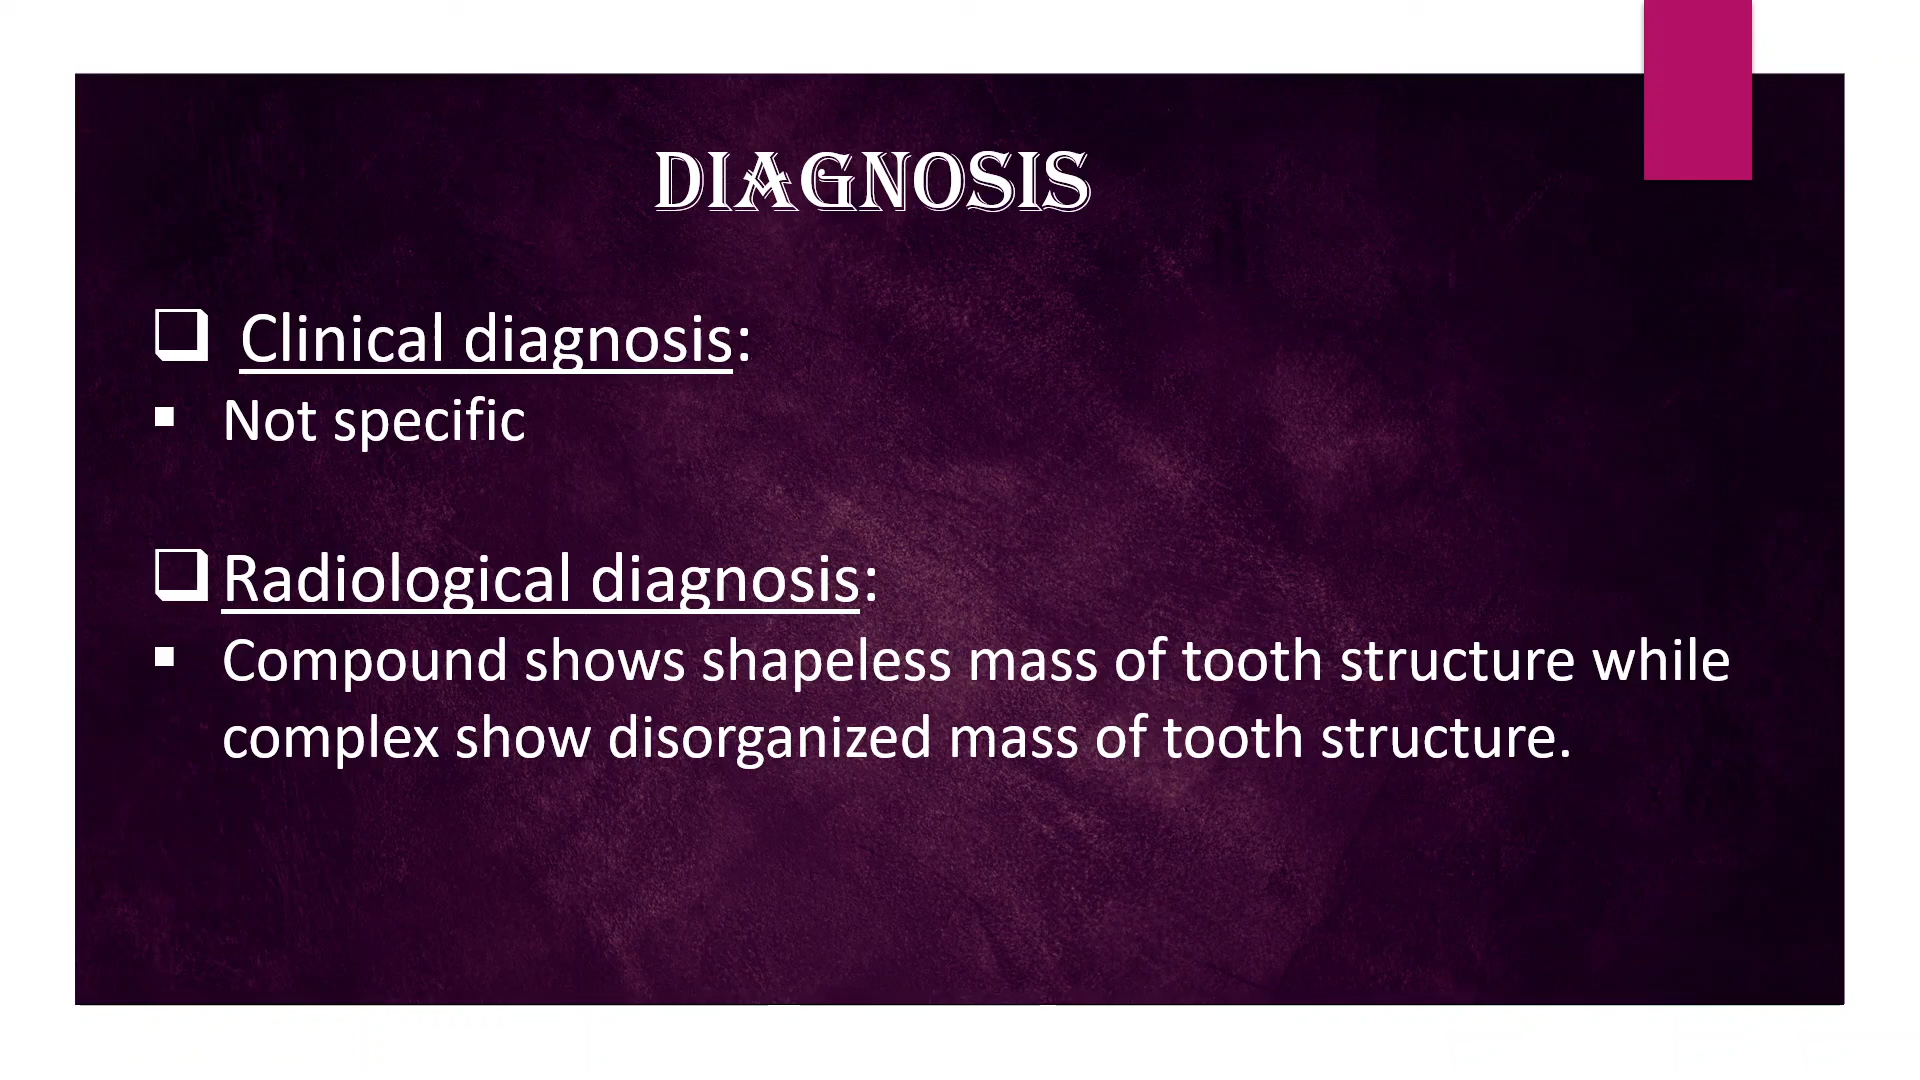 DIAGNOSIS
❑ Clinical diagnosis:
▪ Not specific
❑ Radiological diagnosis:
▪ Compound shows shapeless mass of tooth structure while
complex show disorganized mass of tooth structure.